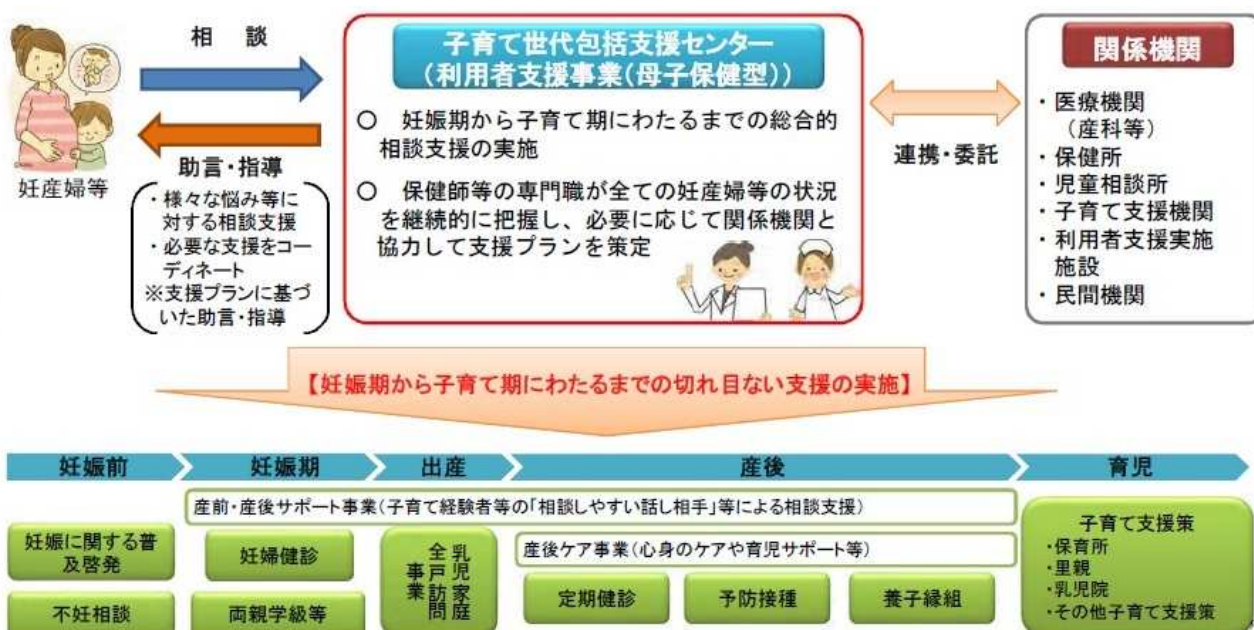 相　談
助言・指導
妊産婦等
・様々な悩み等に
対する相談支援
・必要な支援をコー
ディネート
※支援プランに基づ
いた助言・指導
子育て世代包括支援センター
（利用者支援事業（母子保健型））
○　妊娠期から子育て期にわたるまでの総合的
相談支援の実施
○　保健師等の専門職が全ての妊産婦等の状況
を継続的に把握し、必要に応じて関係機関と
協力して支援プランを策定
連携・委託
関係機関
・医療機関
（産科等）
・保健所
・児童相談所
・子育て支援機関
・利用者支援実施
施設
・民間機関
【妊娠期から子育て期にわたるまでの切れ目ない支援の実施】
妊娠前
妊娠期
出産
産後
育児
産前・産後サポート事業（子育て経験者等の「相談しやすい話し相手」等による相談支援）
妊娠に関する普
及啓発
不妊相談
妊婦健診
両親学級等
乳児家庭
全戸訪問
事業
産後ケア事業（心身のケアや育児サポート等）
定期健診
予防接種
養子縁組
子育て支援策
・保育所
・里親
・乳児院
・その他子育て支援策